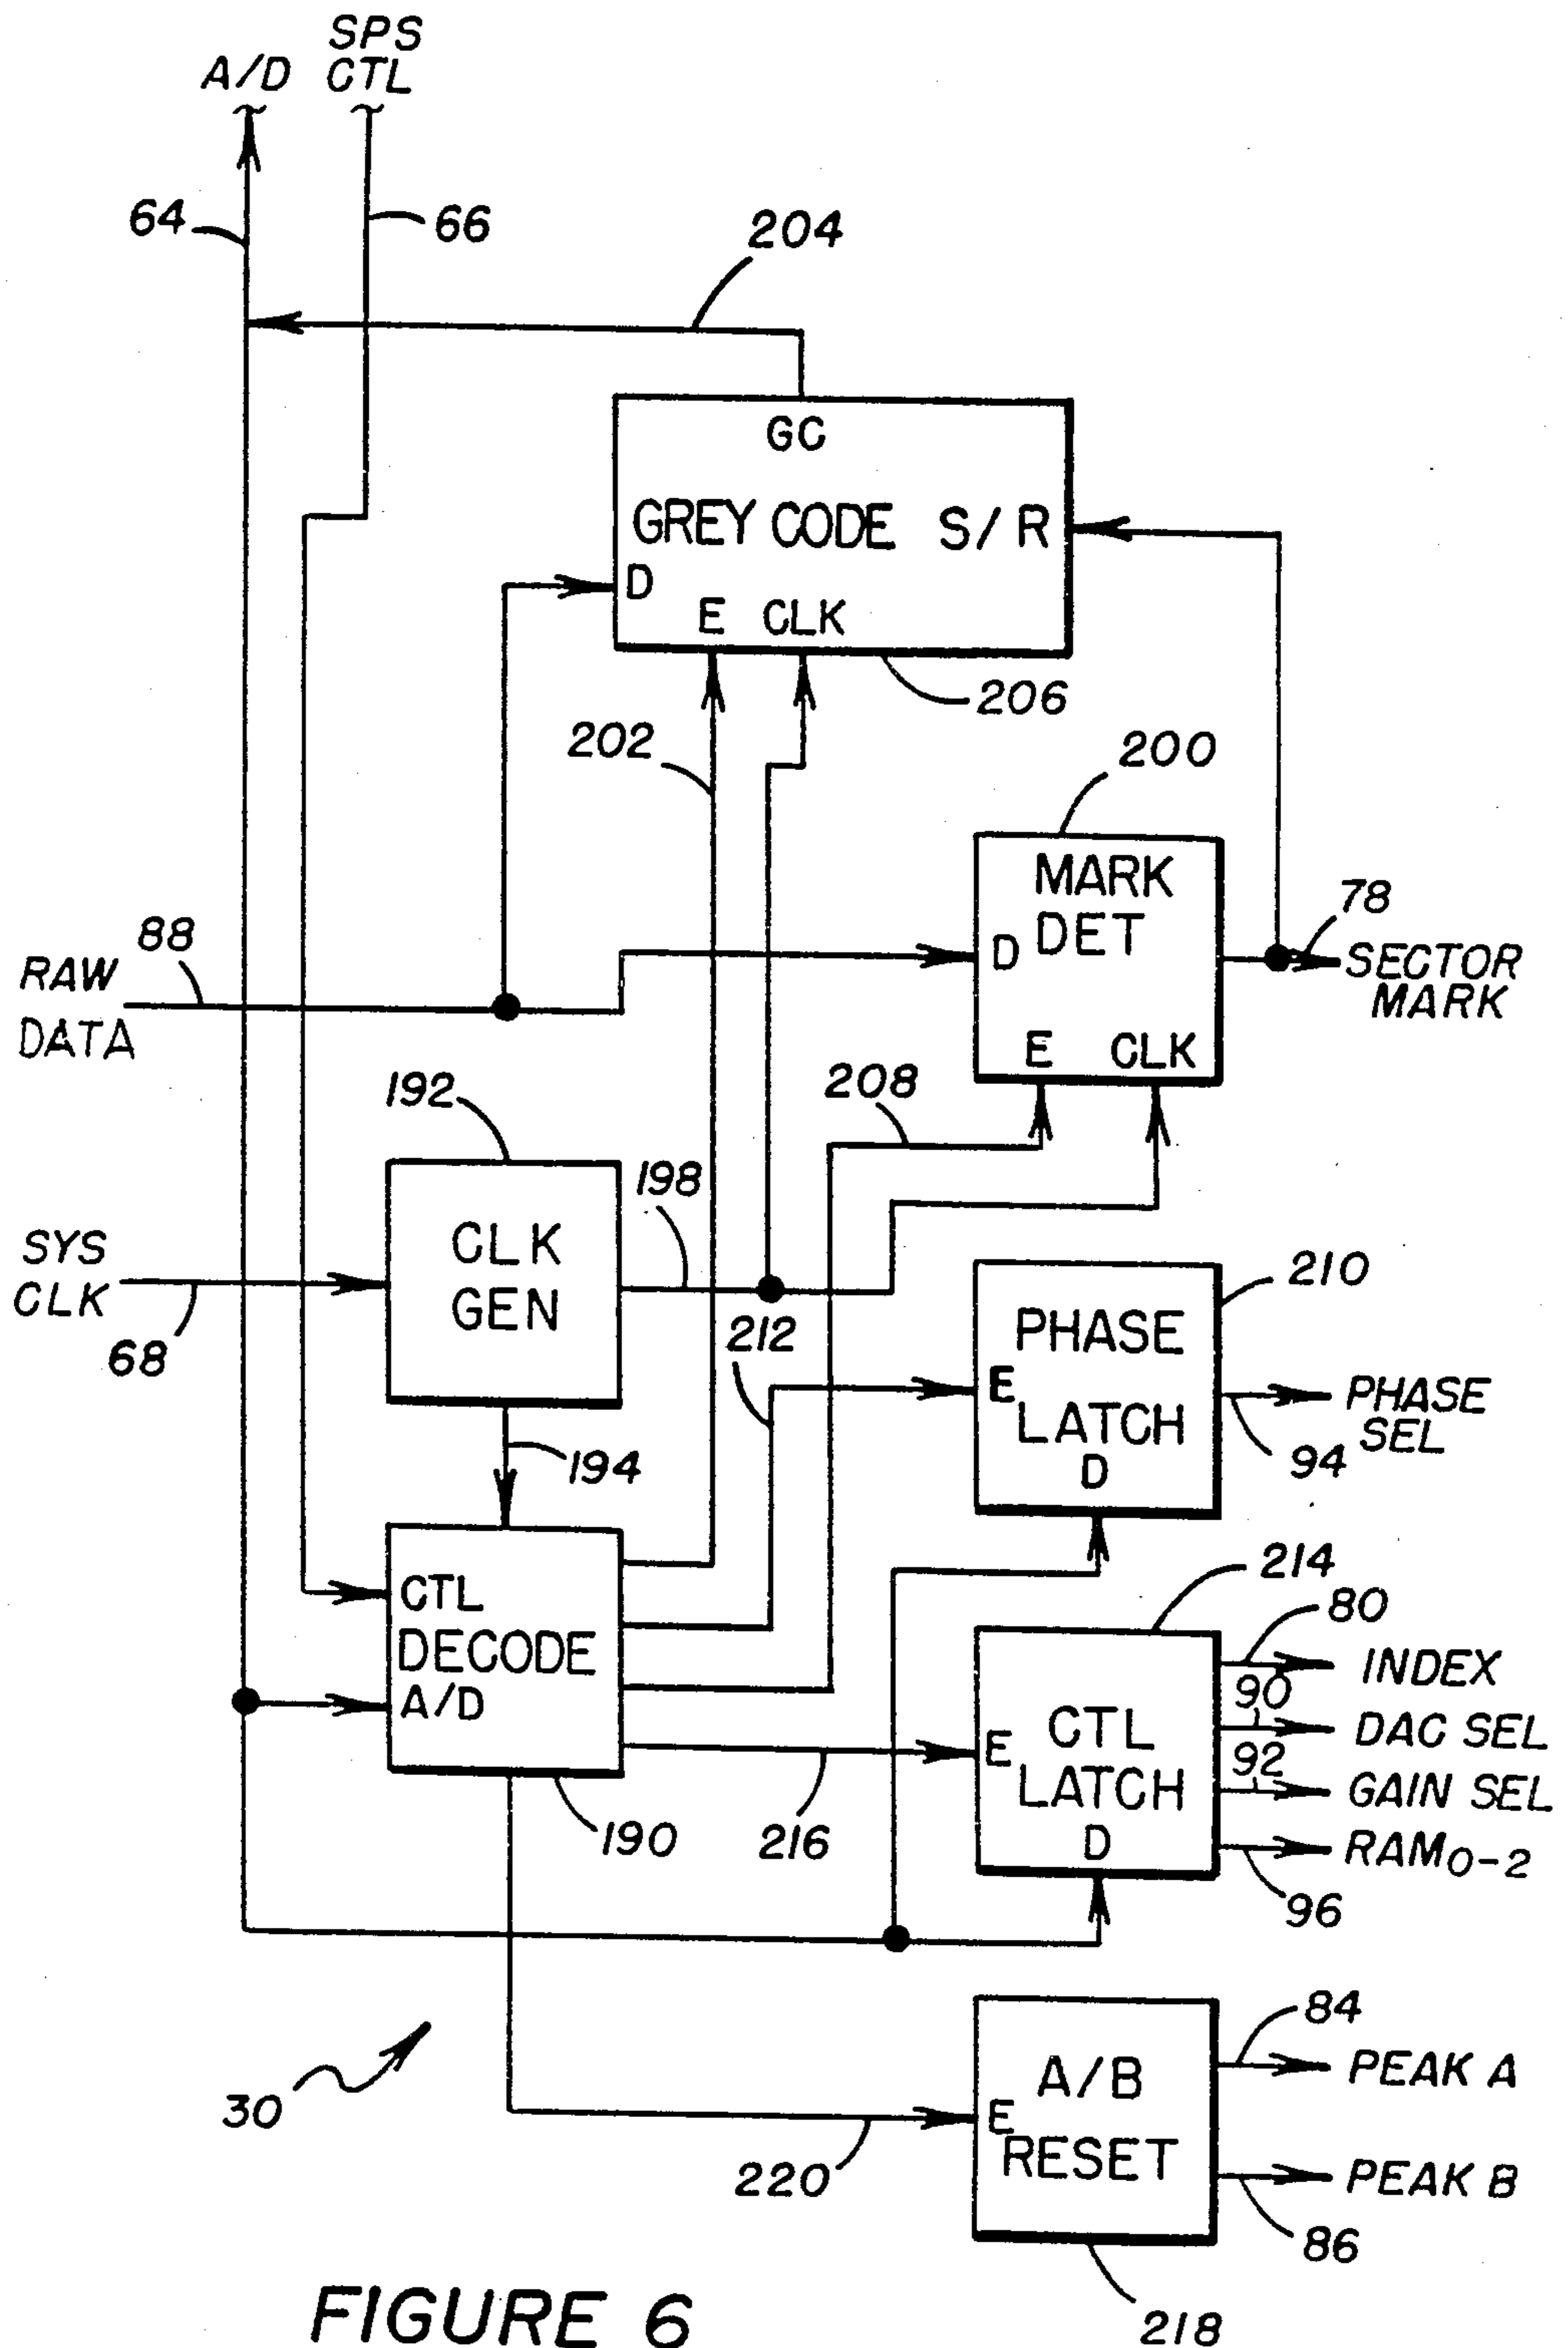 SPS
A/D CTL
64
66
204
GC
GREY CODE S/R
D
E CLK
206
202
200
MARK
DET
D
E CLK
78
SECTOR
MARK
88
RAW
DATA
208
192
198
CLK
GEN
SYS
CLK
68
212
210
PHASE
E
LATCH
D
PHASE
SEL
94
194
CTL
DECODE
A/D
190
216
214
80
INDEX
90
DAC SEL
92
GAIN SEL
RAM0-2
96
CTL
E
LATCH
D
30
84
PEAK A
A/B
E
RESET
PEAK B
86
220
218
FIGURE 6